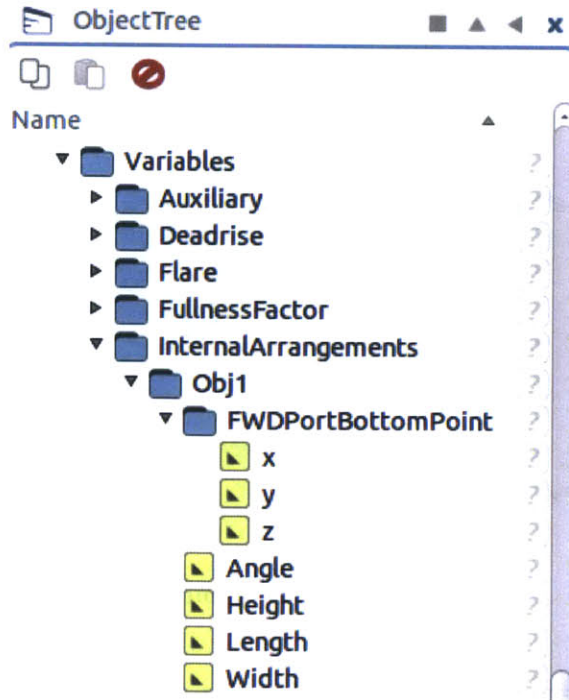 ObjectTree
Name
Variables ?
Auxiliary ?
Deadrise ?
Flare ?
FullnessFactor ?
InternalArrangements ?
Obj1 ?
FWDPortBottomPoint ?
x ?
y ?
z ?
Angle ?
Height ?
Length ?
Width ?